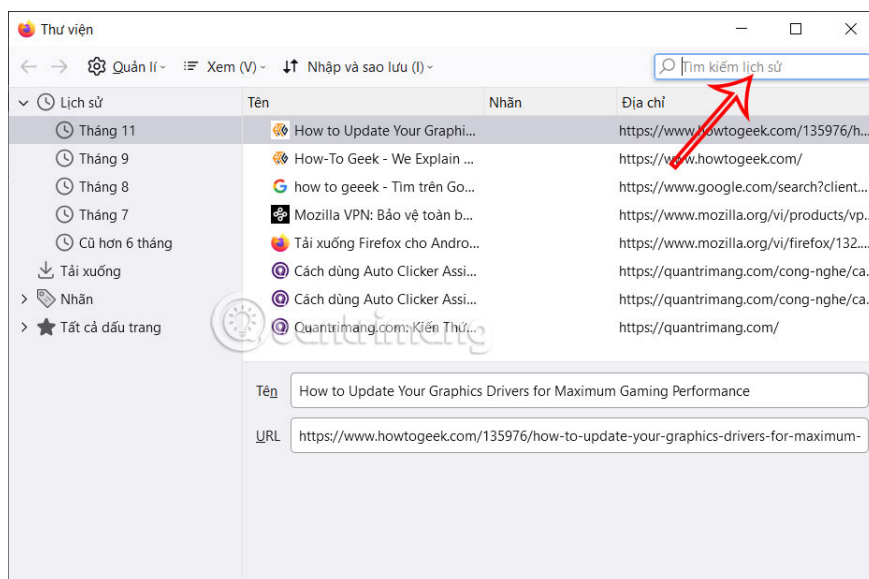 Thư viện
Quản lí
Xem (V)
Nhập và sao lưu (I)
Tìm kiếm lịch sử
Lịch sử
Tên Nhãn Địa chỉ
Tháng 11 How to Update Your Graphi... https://www.howtogeek.com/135976/h...
Tháng 9 How-To Geek - We Explain ... https://www.howtogeek.com/
Tháng 8 how to geeek - Tìm trên Go... https://www.google.com/search?client...
Tháng 7 Mozilla VPN: Bảo vệ toàn b... https://www.mozilla.org/vi/products/vp...
Cũ hơn 6 tháng Tải xuống Firefox cho Andro... https://www.mozilla.org/vi/firefox/132....
Tải xuống Cách dùng Auto Clicker Assi... https://quantrimang.com/cong-nghe/ca...
Nhãn Cách dùng Auto Clicker Assi... https://quantrimang.com/cong-nghe/ca...
Tất cả dấu trang Quantrimang.com: Kiến Thứ... https://quantrimang.com/
uantrimang
Tên How to Update Your Graphics Drivers for Maximum Gaming Performance
URL https://www.howtogeek.com/135976/how-to-update-your-graphics-drivers-for-maximum-